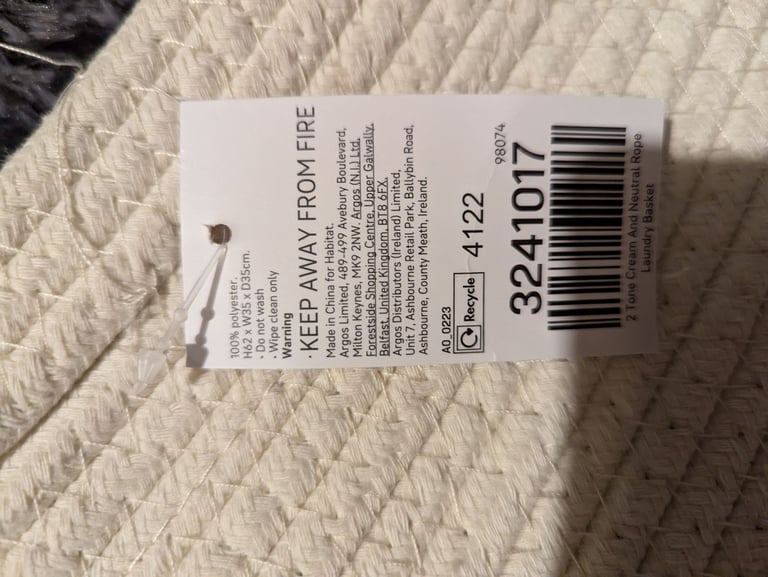 100% polyester.
H62 x W35 x D35cm.
· Do not wash
· Wipe clean only
Warning
· KEEP AWAY FROM FIRE
Made in China for Habitat.
Argos Limited, 489-499 Avebury Boulevard,
Milton Keynes, MK9 2NW. Argos (N.I.) Ltd,
Forestside Shopping Centre, Upper Galwally,
Belfast, United Kingdom, BT8 6FX.
Argos Distributors (Ireland) Limited,
Unit 7, Ashbourne Retail Park, Ballybin Road,
Ashbourne, County Meath, Ireland.
A0_0223
Recycle
4122
98074
3241017
2 Tone Cream And Neutral Rope
Laundry Basket